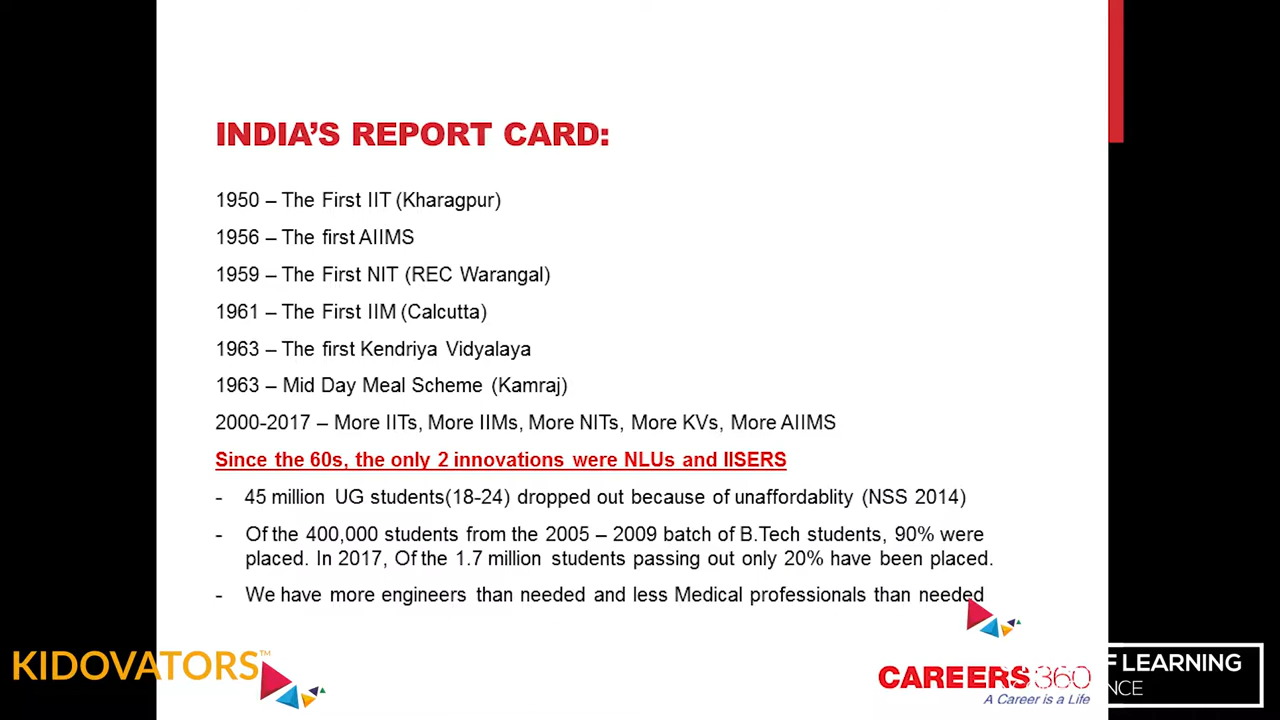 INDIA'S REPORT CARD:
1950 – The First IIT (Kharagpur)
1956 – The first AIIMS
1959 – The First NIT (REC Warangal)
1961 – The First IIM (Calcutta)
1963 – The first Kendriya Vidyalaya
1963 – Mid Day Meal Scheme (Kamraj)
2000-2017 – More IITs, More IIMs, More NITs, More KVs, More AIIMS
Since the 60s, the only 2 innovations were NLUs and IISERS
- 45 million UG students(18-24) dropped out because of unaffordablity (NSS 2014)
- Of the 400,000 students from the 2005 – 2009 batch of B.Tech students, 90% were
placed. In 2017, Of the 1.7 million students passing out only 20% have been placed.
- We have more engineers than needed and less Medical professionals than needed
KIDOVATORS™
CAREERS360
A Career is a Life
LEARNING